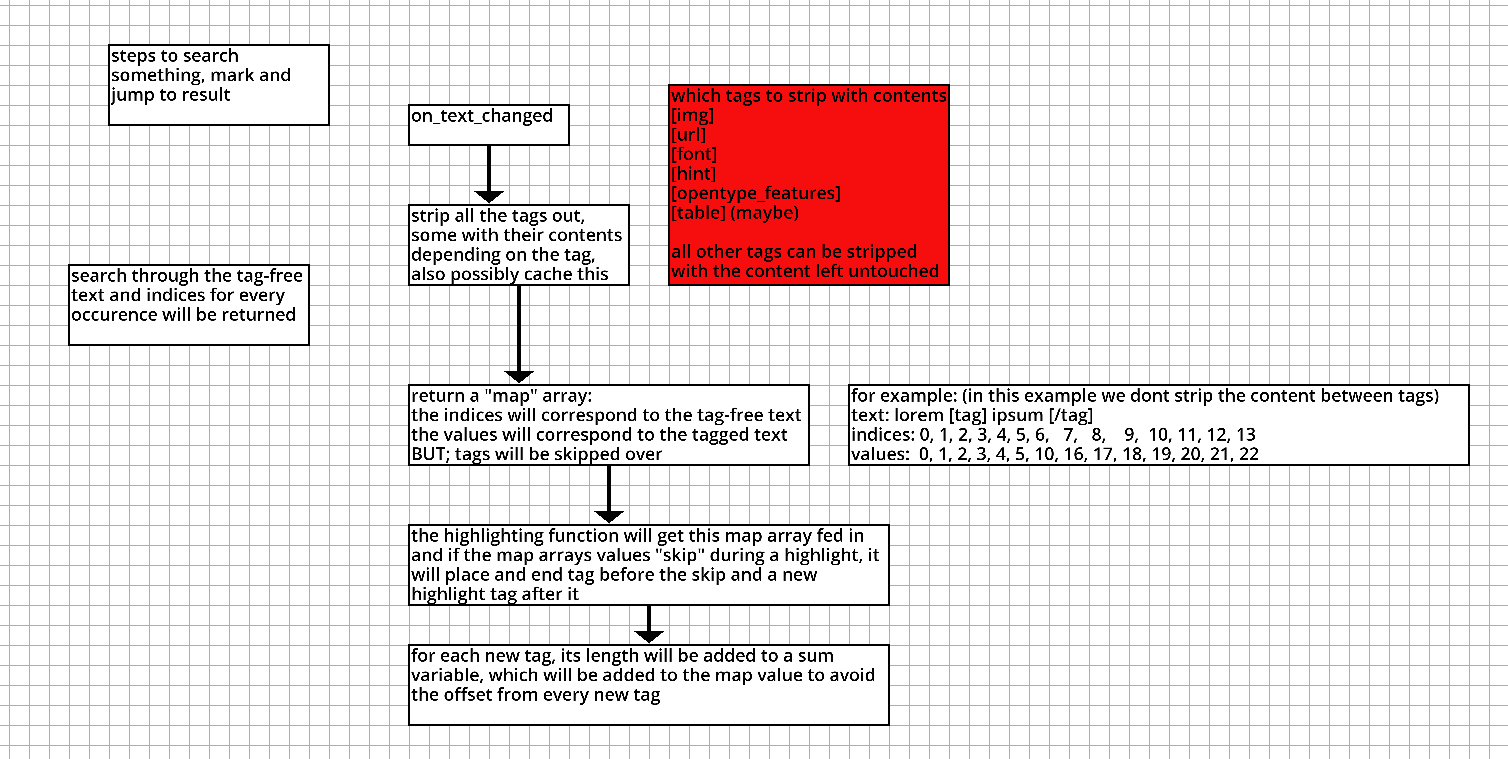 steps to search
something, mark and
jump to result
on_text_changed
which tags to strip with contents
[img]
[url]
[font]
[hint]
[opentype_features]
[table] (maybe)
all other tags can be stripped
with the content left untouched
strip all the tags out,
some with their contents
depending on the tag,
also possibly cache this
search through the tag-free
text and indices for every
occurence will be returned
return a "map" array:
the indices will correspond to the tag-free text
the values will correspond to the tagged text
BUT; tags will be skipped over
for example: (in this example we dont strip the content between tags)
text: lorem [tag] ipsum [/tag]
indices: 0, 1, 2, 3, 4, 5, 6, 7, 8, 9, 10, 11, 12, 13
values: 0, 1, 2, 3, 4, 5, 10, 16, 17, 18, 19, 20, 21, 22
the highlighting function will get this map array fed in
and if the map arrays values "skip" during a highlight, it
will place and end tag before the skip and a new
highlight tag after it
for each new tag, its length will be added to a sum
variable, which will be added to the map value to avoid
the offset from every new tag